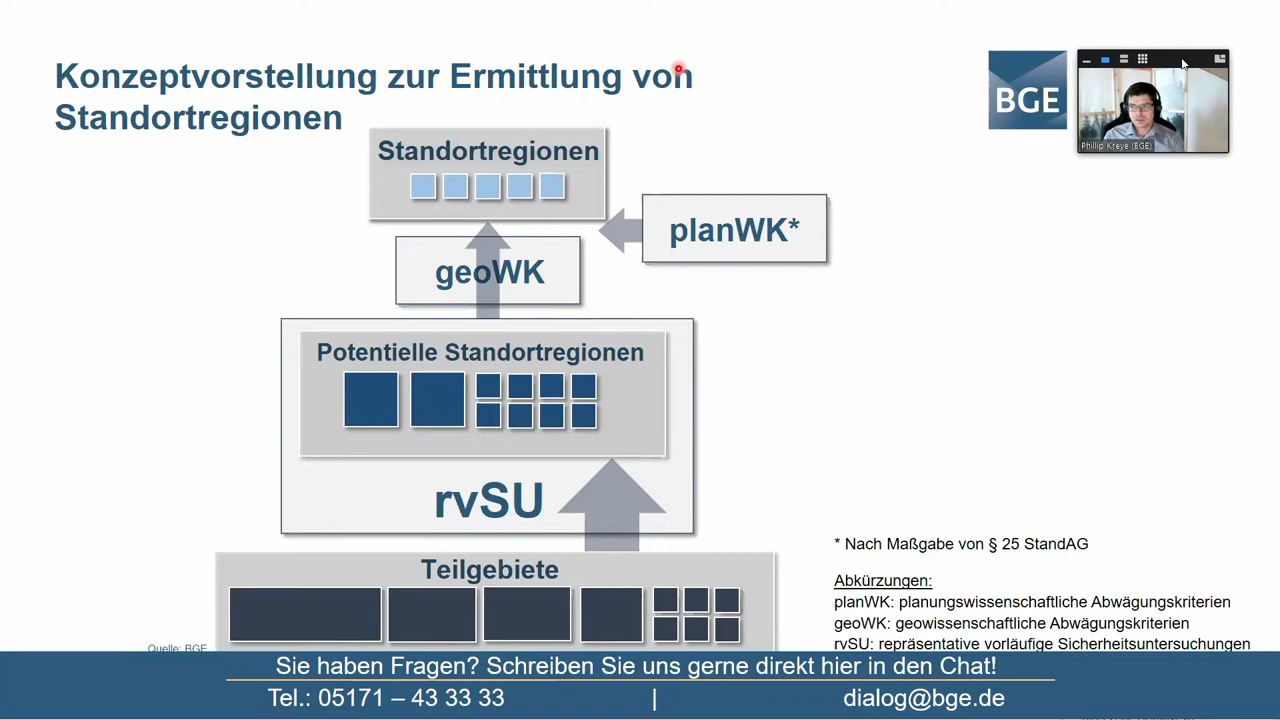 Konzeptvorstellung zur Ermittlung von
Standortregionen
BGE
Phillip Kreye (BGE)
Standortregionen
planWK*
geoWK
Potentielle Standortregionen
rvSU
Teilgebiete
* Nach Maßgabe von § 25 StandAG
Abkürzungen:
planWK: planungswissenschaftliche Abwägungskriterien
geoWK: geowissenschaftliche Abwägungskriterien
rvSU: repräsentative vorläufige Sicherheitsuntersuchungen
Quelle: BGE
Sie haben Fragen? Schreiben Sie uns gerne direkt hier in den Chat!
Tel.: 05171 – 43 33 33 | dialog@bge.de